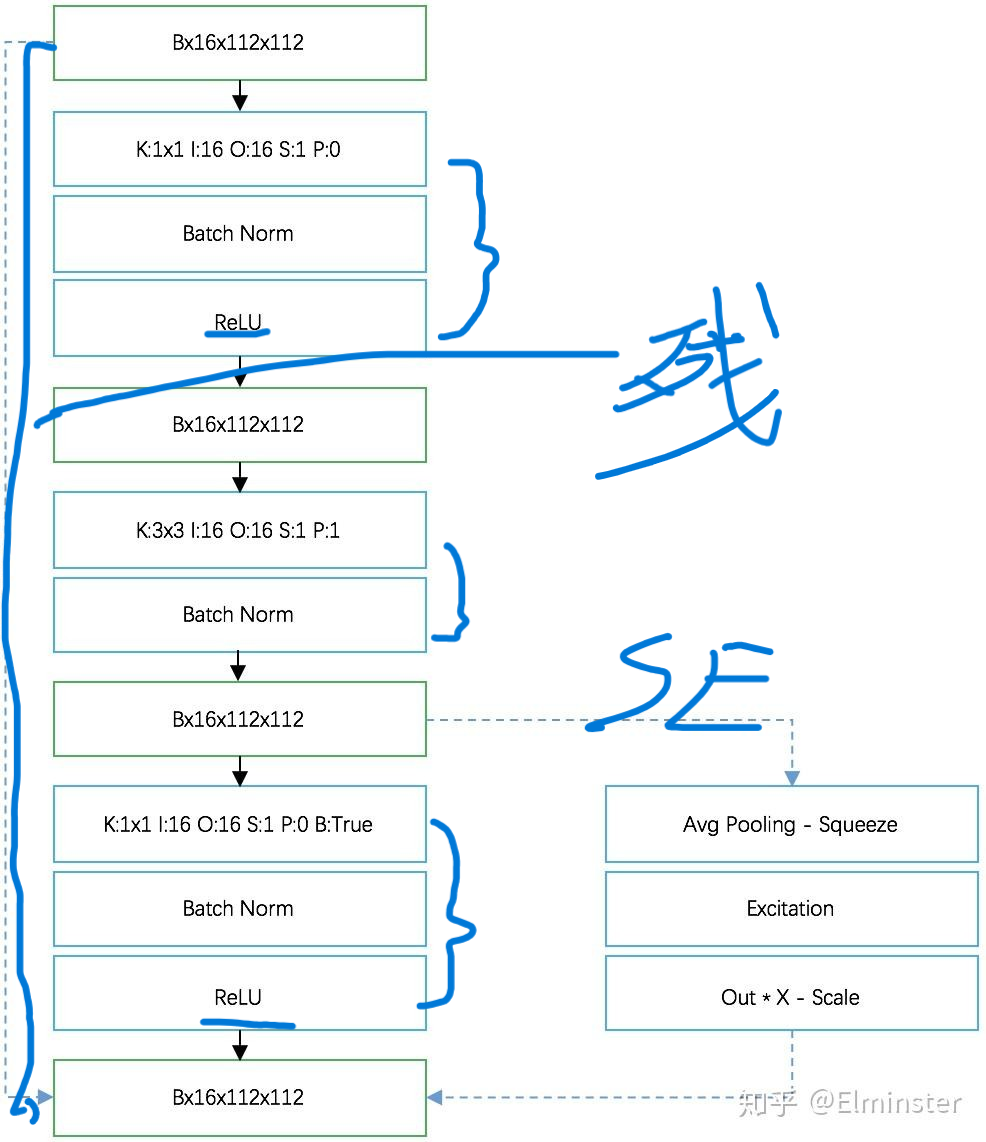 Bx16x112x112
K:1x1 I:16 O:16 S:1 P:0
Batch Norm
ReLU
残
Bx16x112x112
K:3x3 I:16 O:16 S:1 P:1
Batch Norm
SE
Bx16x112x112
K:1x1 I:16 O:16 S:1 P:0 B:True
Batch Norm
ReLU
Avg Pooling - Squeeze
Excitation
Out * X - Scale
Bx16x112x112
知乎 @Elminster